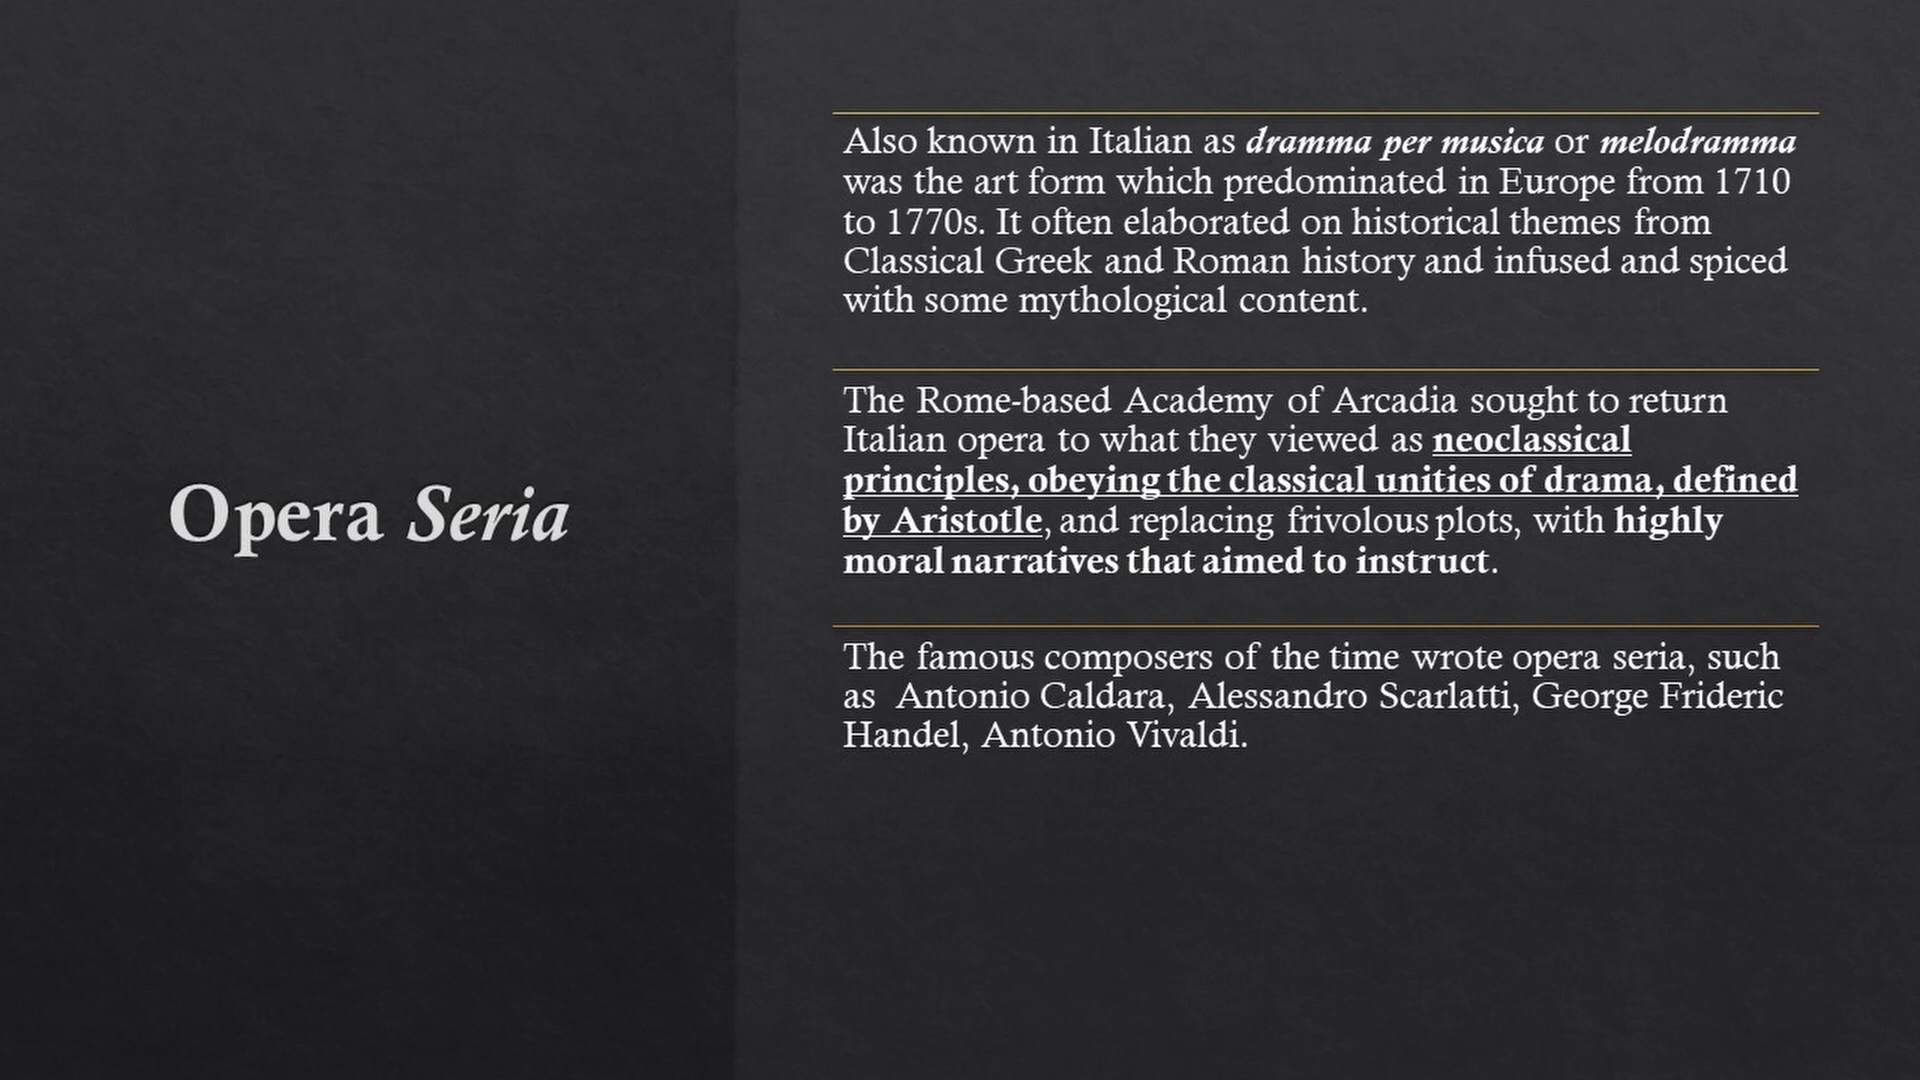 Opera Seria
Also known in Italian as dramma per musica or melodramma
was the art form which predominated in Europe from 1710
to 1770s. It often elaborated on historical themes from
Classical Greek and Roman history and infused and spiced
with some mythological content.
The Rome-based Academy of Arcadia sought to return
Italian opera to what they viewed as neoclassical
principles, obeying the classical unities of drama, defined
by Aristotle, and replacing frivolous plots, with highly
moral narratives that aimed to instruct.
The famous composers of the time wrote opera seria, such
as  Antonio Caldara, Alessandro Scarlatti, George Frideric
Handel, Antonio Vivaldi.